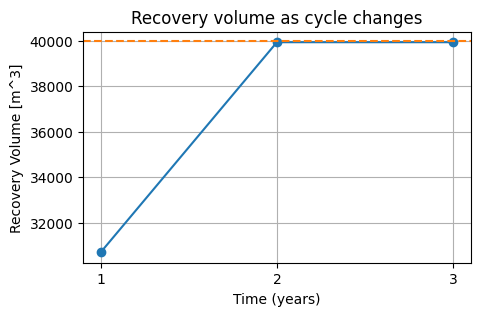 Recovery volume as cycle changes
Recovery Volume [m^3]
40000
38000
36000
34000
32000
1
2
3
Time (years)